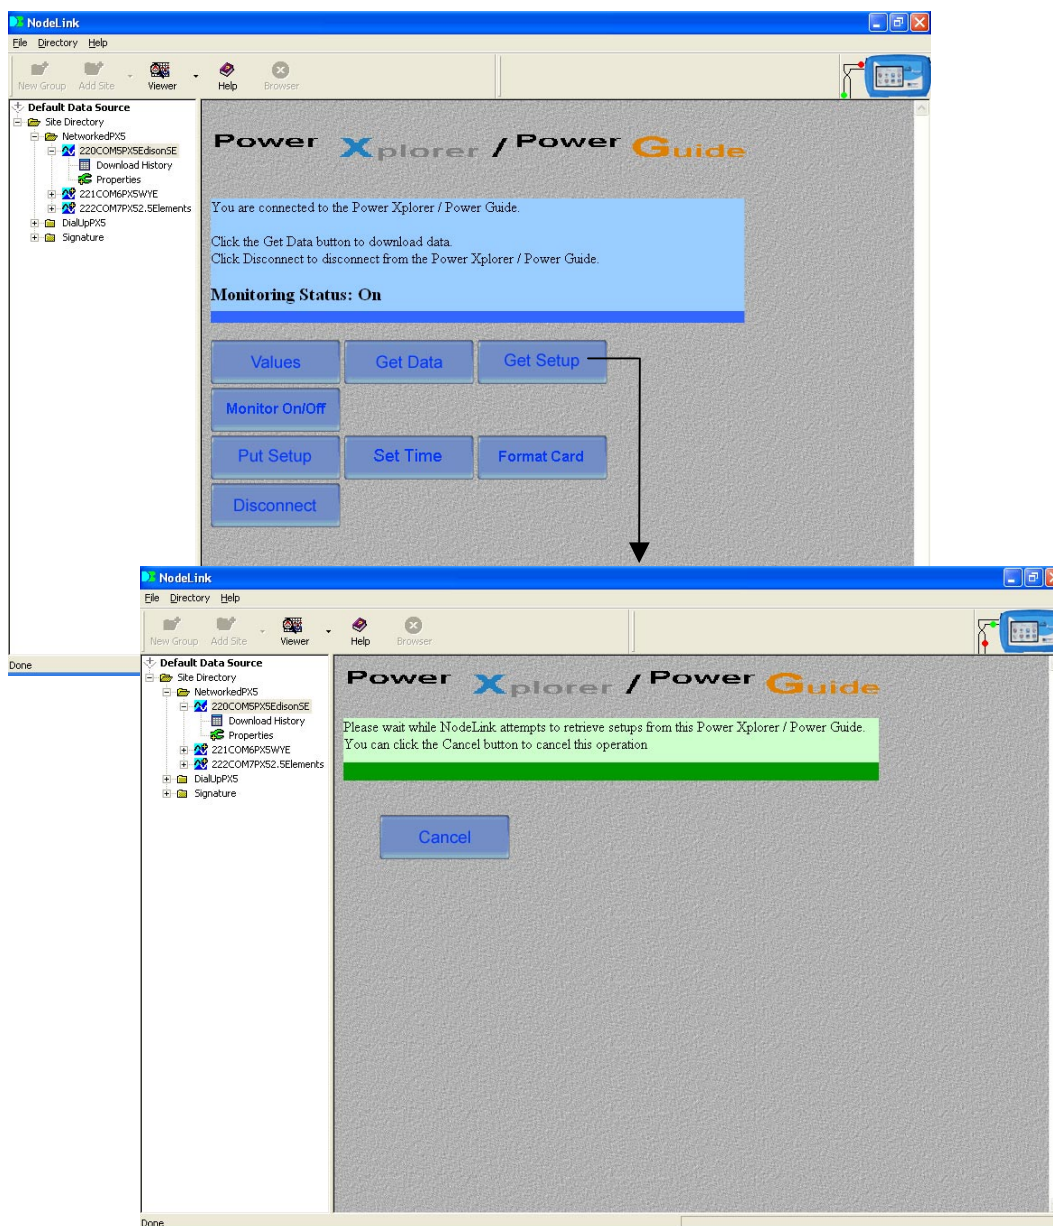 NodeLink
File Directory Help
New Group Add Site Viewer Help Browser
Default Data Source
Site Directory
NetworkedPX5
220COM5PX5EdisonSE
Download History
Properties
221COM6PX5WYE
222COM7PX52.5Elements
DialUpPX5
Signature
Power Xplorer / Power Guide
You are connected to the Power Xplorer / Power Guide.
Click the Get Data button to download data.
Click Disconnect to disconnect from the Power Xplorer / Power Guide.
Monitoring Status: On
Values Get Data Get Setup
Monitor On/Off
Put Setup Set Time Format Card
Disconnect
Done
NodeLink
File Directory Help
New Group Add Site Viewer Help Browser
Default Data Source
Site Directory
NetworkedPX5
220COM5PX5EdisonSE
Download History
Properties
221COM6PX5WYE
222COM7PX52.5Elements
DialUpPX5
Signature
Power Xplorer / Power Guide
Please wait while NodeLink attempts to retrieve setups from this Power Xplorer / Power Guide.
You can click the Cancel button to cancel this operation
Cancel
Done